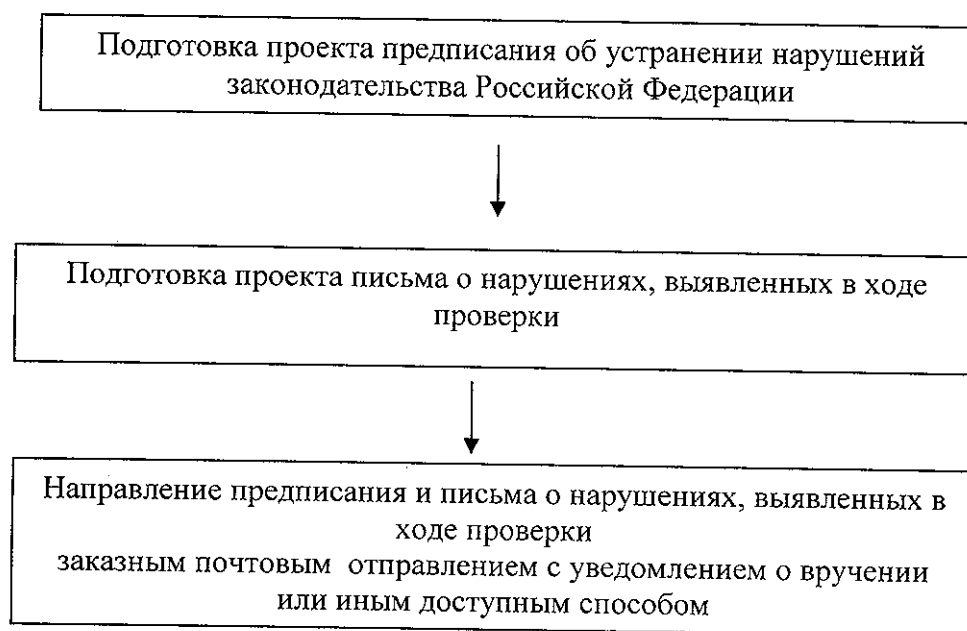 Подготовка проекта предписания об устранении нарушений
законодательства Российской Федерации
Подготовка проекта письма о нарушениях, выявленных в ходе
проверки
Направление предписания и письма о нарушениях, выявленных в
ходе проверки
заказным почтовым отправлением с уведомлением о вручении
или иным доступным способом